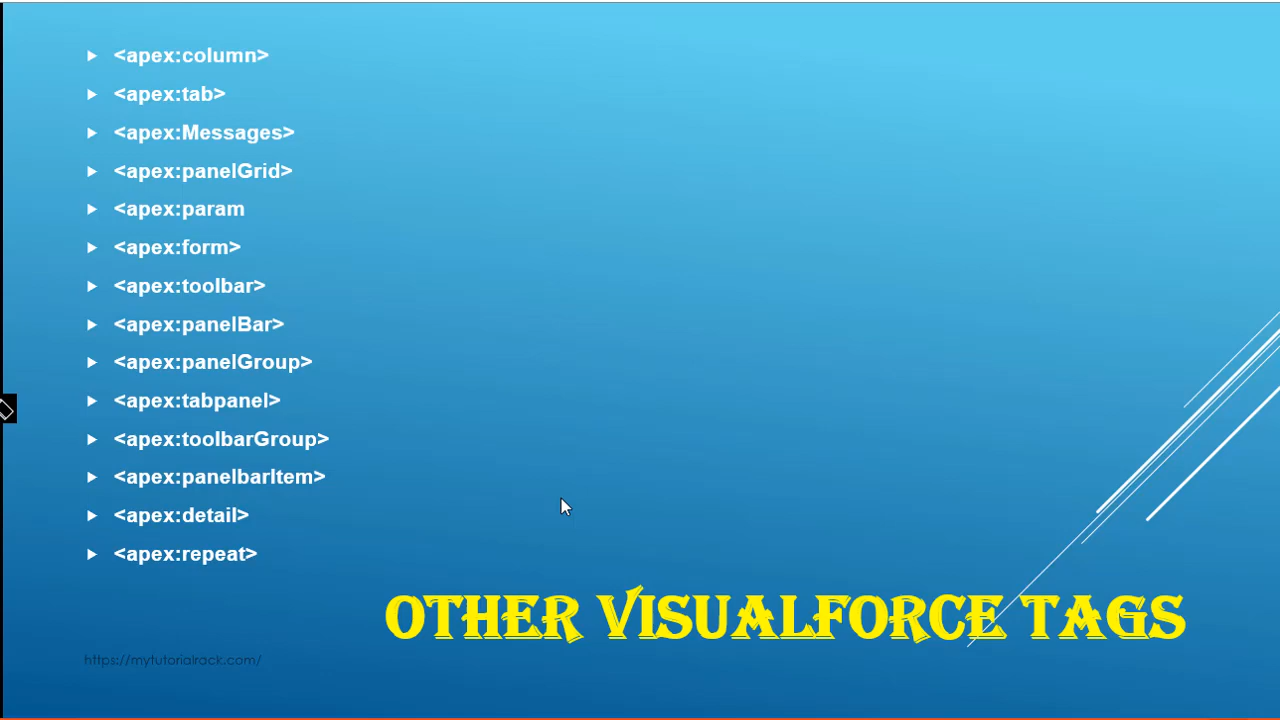 <apex:column>
<apex:tab>
<apex:Messages>
<apex:panelGrid>
<apex:param
<apex:form>
<apex:toolbar>
<apex:panelBar>
<apex:panelGroup>
<apex:tabpanel>
<apex:toolbarGroup>
<apex:panelbarItem>
<apex:detail>
<apex:repeat>
OTHER VISUALFORCE TAGS
https://mytutorialrack.com/